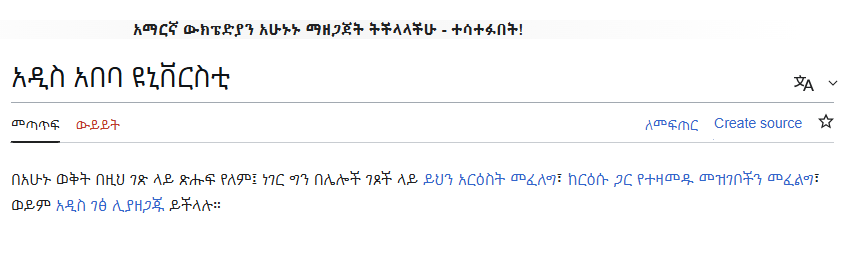 አማርኛ ውክፔድያን አሁኑኑ ማዘጋጀት ትችላላችሁ - ተሳተፉበት!
አዲስ አበባ ዩኒቨርስቲ
መጣጥፍ ውይይት ለመፍጠር Create source
በአሁኑ ወቅት በዚህ ገጽ ላይ ጽሑፍ የለም፤ ነገር ግን በሌሎች ገጾች ላይ ይህን አርዕስት መፈለግ፣ ከርዕሱ ጋር የተዛመዱ መዝገቦችን መፈልግ፣
ወይም አዲስ ገፅ ሊያዘጋጁ ይችላሉ።